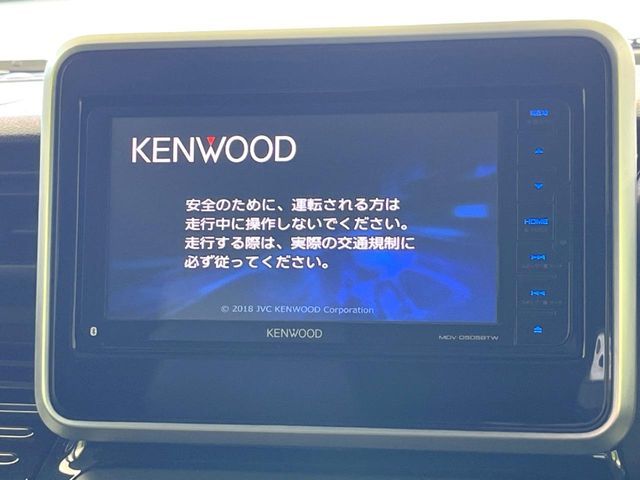 KENWOOD
安全のために、運転される方は
走行中に操作しないでください。
走行する際は、実際の交通規制に
必ず従ってください。
© 2018 JVC KENWOOD Corporation
KENWOOD
MDV-D505BTW
HOME